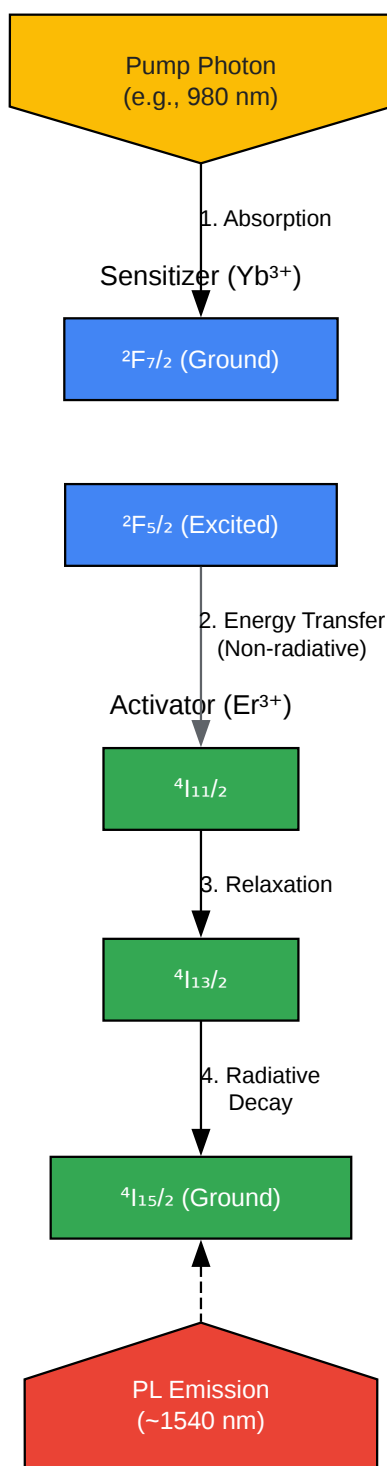 Pump Photon
(e.g., 980 nm)
1. Absorption
Sensitizer (Yb³⁺)
²F₇/₂ (Ground)
²F₅/₂ (Excited)
2. Energy Transfer
(Non-radiative)
Activator (Er³⁺)
⁴I₁₁/₂
3. Relaxation
⁴I₁₃/₂
4. Radiative
Decay
⁴I₁₅/₂ (Ground)
PL Emission
(~1540 nm)